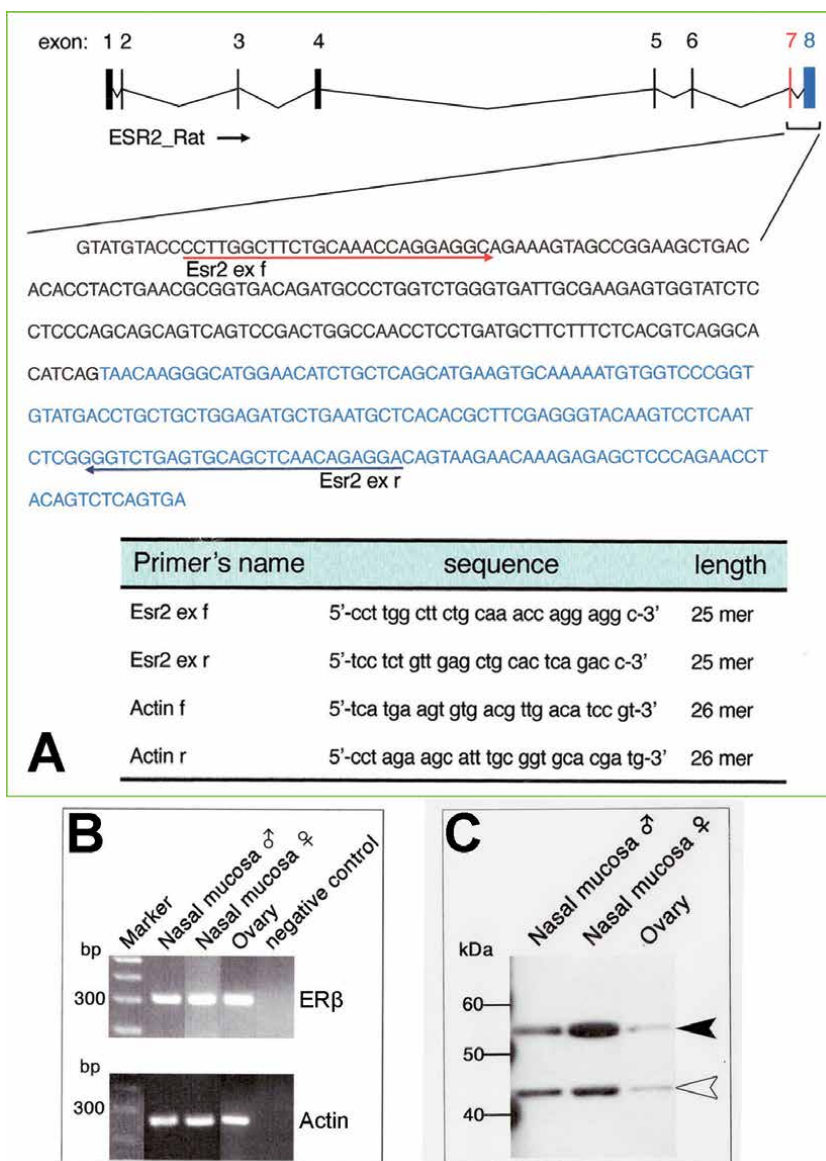 exon: 1 2 3 4 5 6 7 8
ESR2_Rat
GTATGTACCCCTTGGCTTCTGCAAACCAGGAGGCAGAAAGTAGCCGGAAGCTGAC
Esr2 ex f
ACACCTACTGAACGCGGTGACAGATGCCCTGGTCTGGGTGATTGCGAAGAGTGGTATCTC
CTCCCAGCAGCAGTCAGTCCGACTGGCCAACCTCCTGATGCTTCTTTCTCACGTCAGGCA
CATCAGTAACAAGGGCATGGAACATCTGCTCAGCATGAAGTGCAAAAATGTGGTCCCGGT
GTATGACCTGCTGCTGGAGATGCTGAATGCTCACACGCTTCGAGGGTACAAGTCCTCAAT
CTCGGGGTCTGAGTGCAGCTCAACAGAGGACAGTAAGAACAAAGAGAGCTCCCAGAACCT
Esr2 ex r
ACAGTCTCAGTGA
Primer's name sequence length
Esr2 ex f 5'-cct tgg ctt ctg caa acc agg agg c-3' 25 mer
Esr2 ex r 5'-tcc tct gtt gag ctg cac tca gac c-3' 25 mer
Actin f 5'-tca tga agt gtg acg ttg aca tcc gt-3' 26 mer
Actin r 5'-cct aga agc att tgc ggt gca cga tg-3' 26 mer
A
B
Marker
Nasal mucosa ♂
Nasal mucosa ♀
Ovary
negative control
bp
300
ERβ
bp
300
Actin
C
Nasal mucosa ♂
Nasal mucosa ♀
Ovary
kDa
60
50
40